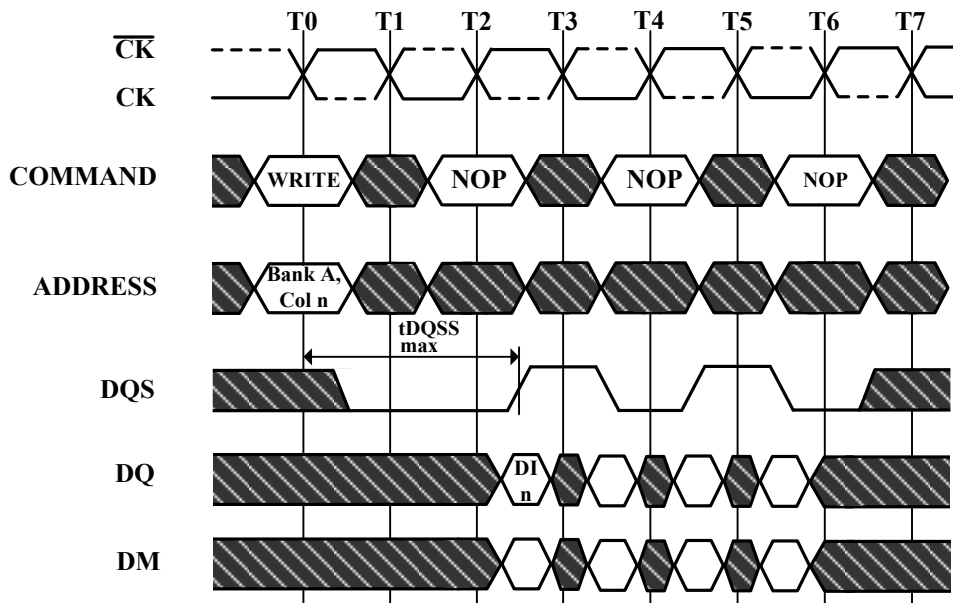 T0 T1 T2 T3 T4 T5 T6 T7
CK
CK
COMMAND
WRITE NOP NOP NOP
ADDRESS
Bank A,
Col n
tDQSS
max
DQS
DQ
DI
n
DM